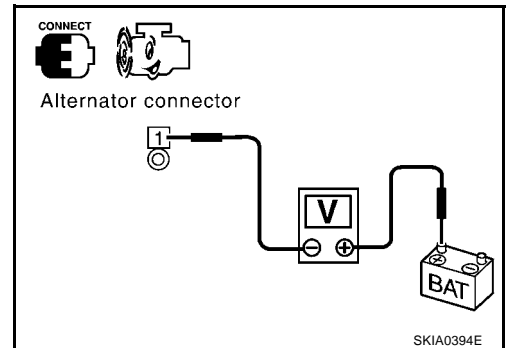 CONNECT
Alternator connector
1
V
− +
+ −
BAT
SKIA0394E